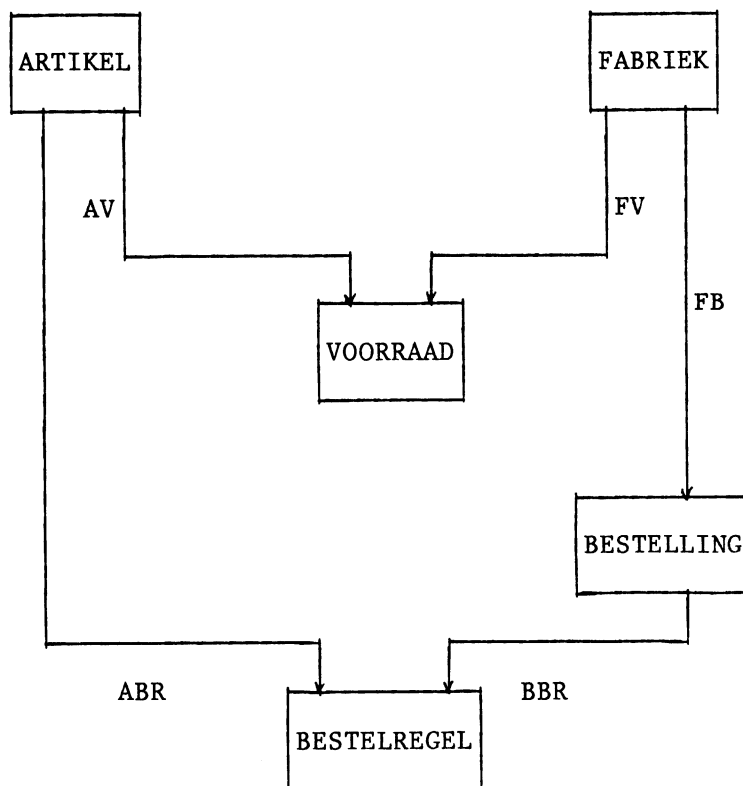 ARTIKEL
FABRIEK
AV
FV
FB
VOORRAAD
BESTELLING
ABR
BBR
BESTELREGEL